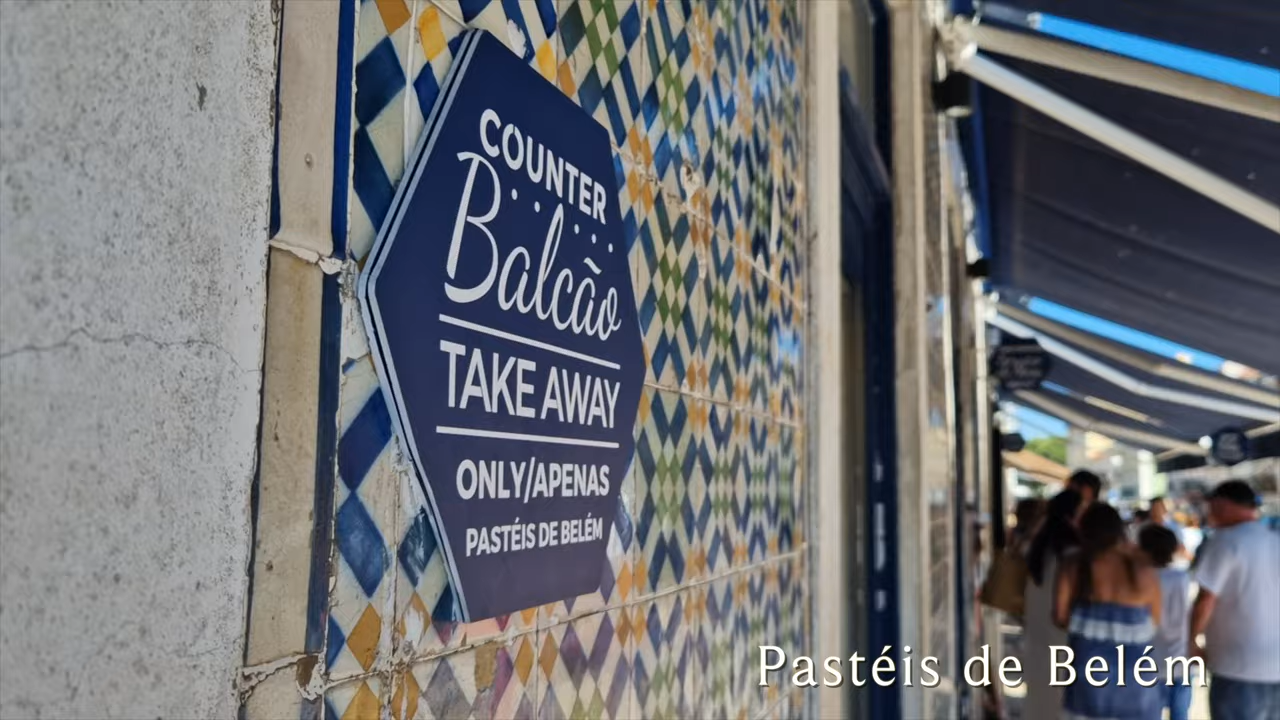 COUNTER
Balcão
TAKE AWAY
ONLY/APENAS
PASTÉIS DE BELÉM
Pastéis de Belém